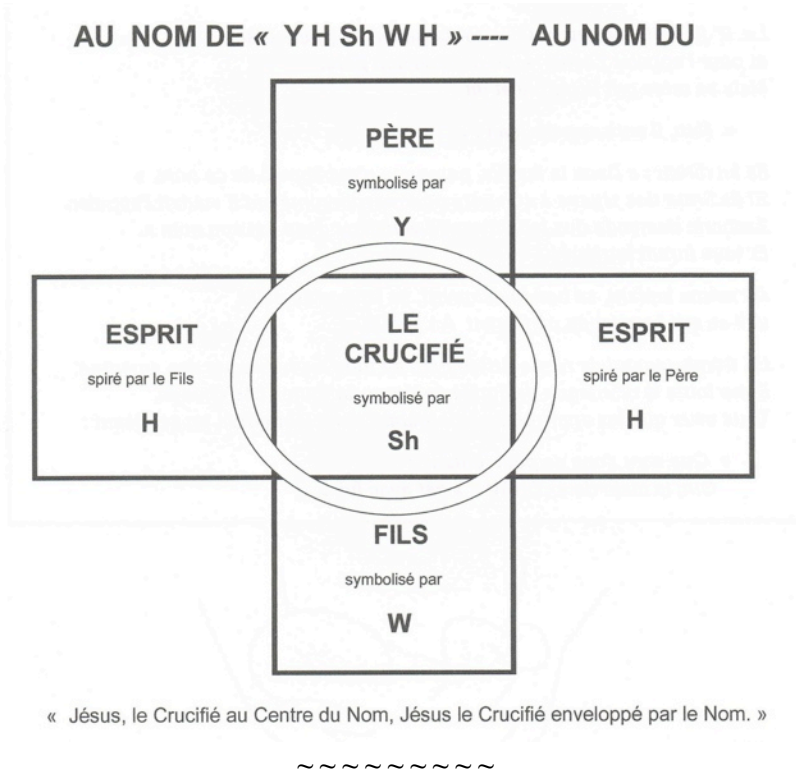 AU NOM DE « Y H Sh W H » ---- AU NOM DU
PÈRE
symbolisé par
Y
ESPRIT
spiré par le Fils
H
LE
CRUCIFIÉ
symbolisé par
Sh
ESPRIT
spiré par le Père
H
FILS
symbolisé par
W
« Jésus, le Crucifié au Centre du Nom, Jésus le Crucifié enveloppé par le Nom. »
~ ~ ~ ~ ~ ~ ~ ~ ~